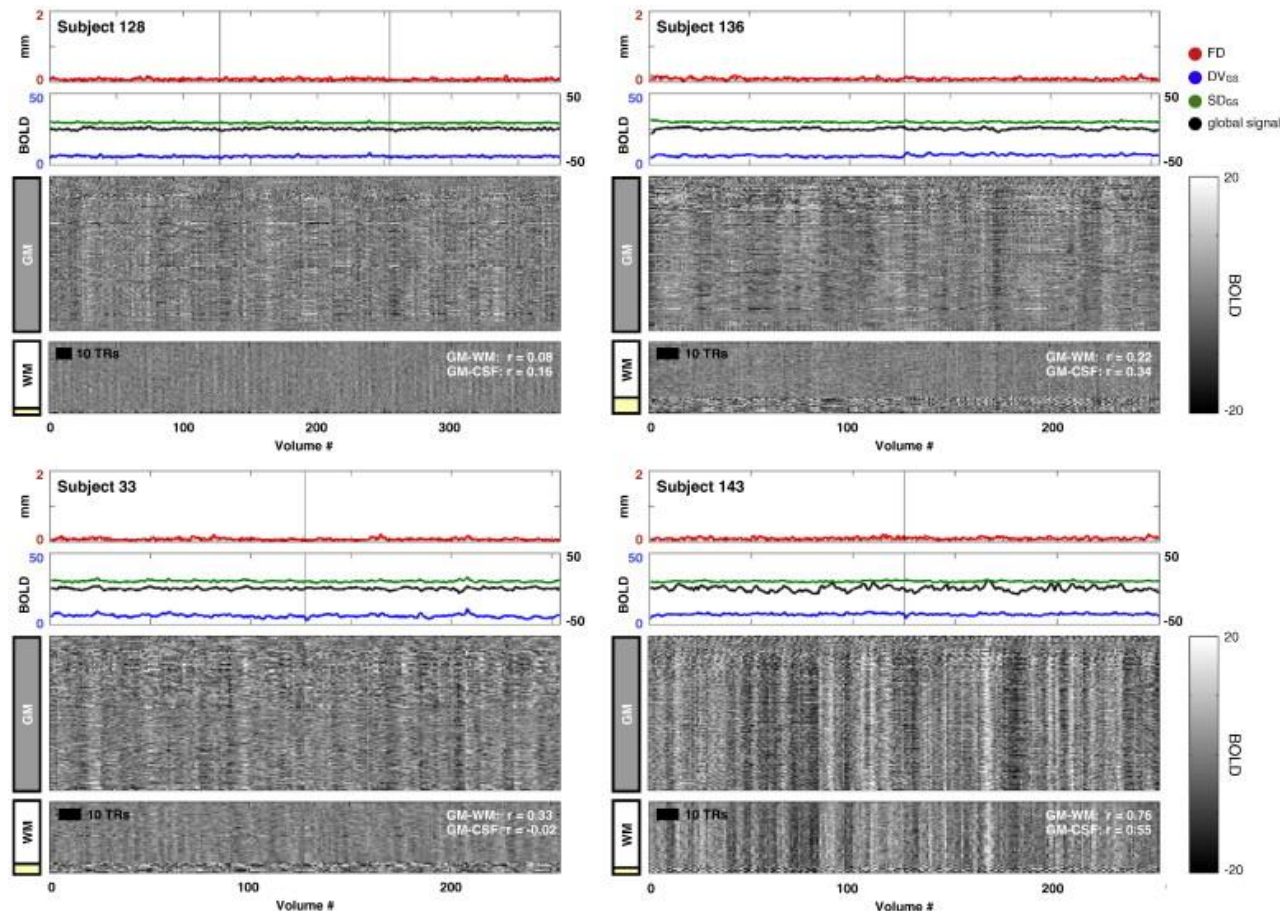 Subject 128
2
mm
0
50
BOLD
0
50
-50
GM
WM
10 TRs
GM-WM: r = 0.08
GM-CSF: r = 0.16
0
100
200
300
Volume #
Subject 136
2
mm
0
50
BOLD
0
50
-50
GM
WM
10 TRs
GM-WM: r = 0.22
GM-CSF: r = 0.34
0
100
200
Volume #
FD
DVGS
SDGS
global signal
20
BOLD
-20
Subject 33
2
mm
0
50
BOLD
0
50
-50
GM
WM
10 TRs
GM-WM: r = 0.33
GM-CSF: r = -0.02
0
100
200
Volume #
Subject 143
2
mm
0
50
BOLD
0
50
-50
GM
WM
10 TRs
GM-WM: r = 0.76
GM-CSF: r = 0.55
0
100
200
Volume #
20
BOLD
-20